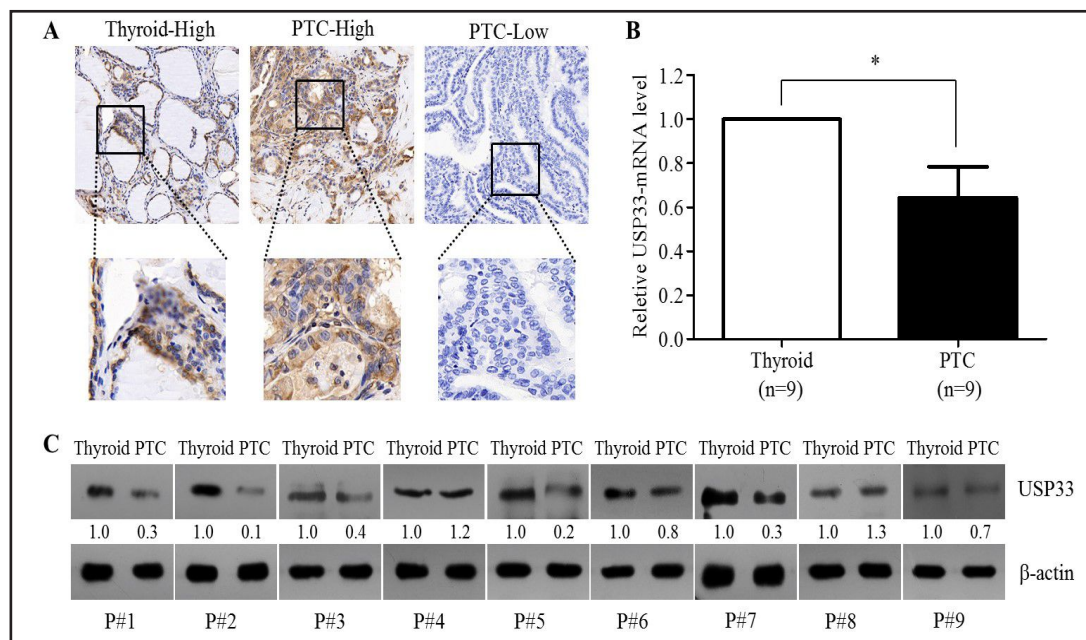 A
Thyroid-High PTC-High PTC-Low
B
*
Reletive USP33-mRNA level
1.2
1.0
0.8
0.6
0.4
0.2
0.0
Thyroid PTC
(n=9) (n=9)
C
Thyroid PTC Thyroid PTC Thyroid PTC Thyroid PTC Thyroid PTC Thyroid PTC Thyroid PTC Thyroid PTC Thyroid PTC
USP33
1.0 0.3 1.0 0.1 1.0 0.4 1.0 1.2 1.0 0.2 1.0 0.8 1.0 0.3 1.0 1.3 1.0 0.7
β-actin
P#1 P#2 P#3 P#4 P#5 P#6 P#7 P#8 P#9